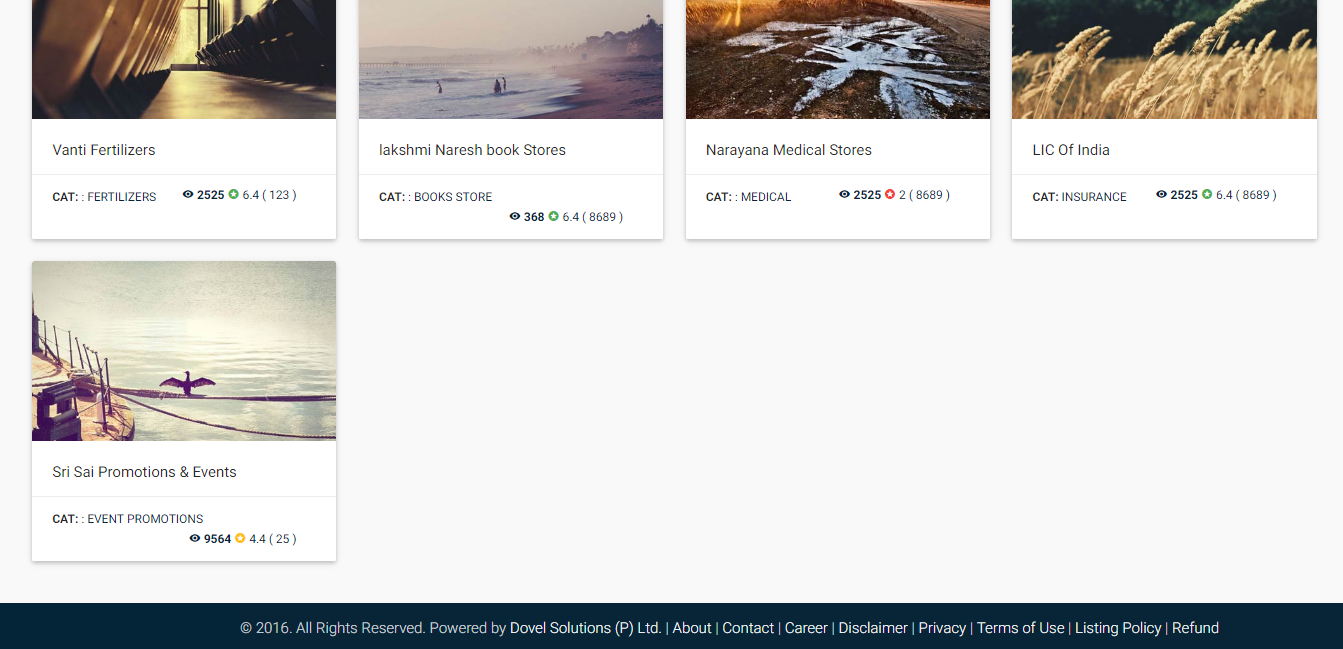 Vanti Fertilizers
CAT: : FERTILIZERS 2525 6.4 ( 123 )
lakshmi Naresh book Stores
CAT: : BOOKS STORE
368 6.4 ( 8689 )
Narayana Medical Stores
CAT: : MEDICAL 2525 2 ( 8689 )
LIC Of India
CAT: INSURANCE 2525 6.4 ( 8689 )
Sri Sai Promotions & Events
CAT: : EVENT PROMOTIONS
9564 4.4 ( 25 )
© 2016. All Rights Reserved. Powered by Dovel Solutions (P) Ltd. | About | Contact | Career | Disclaimer | Privacy | Terms of Use | Listing Policy | Refund